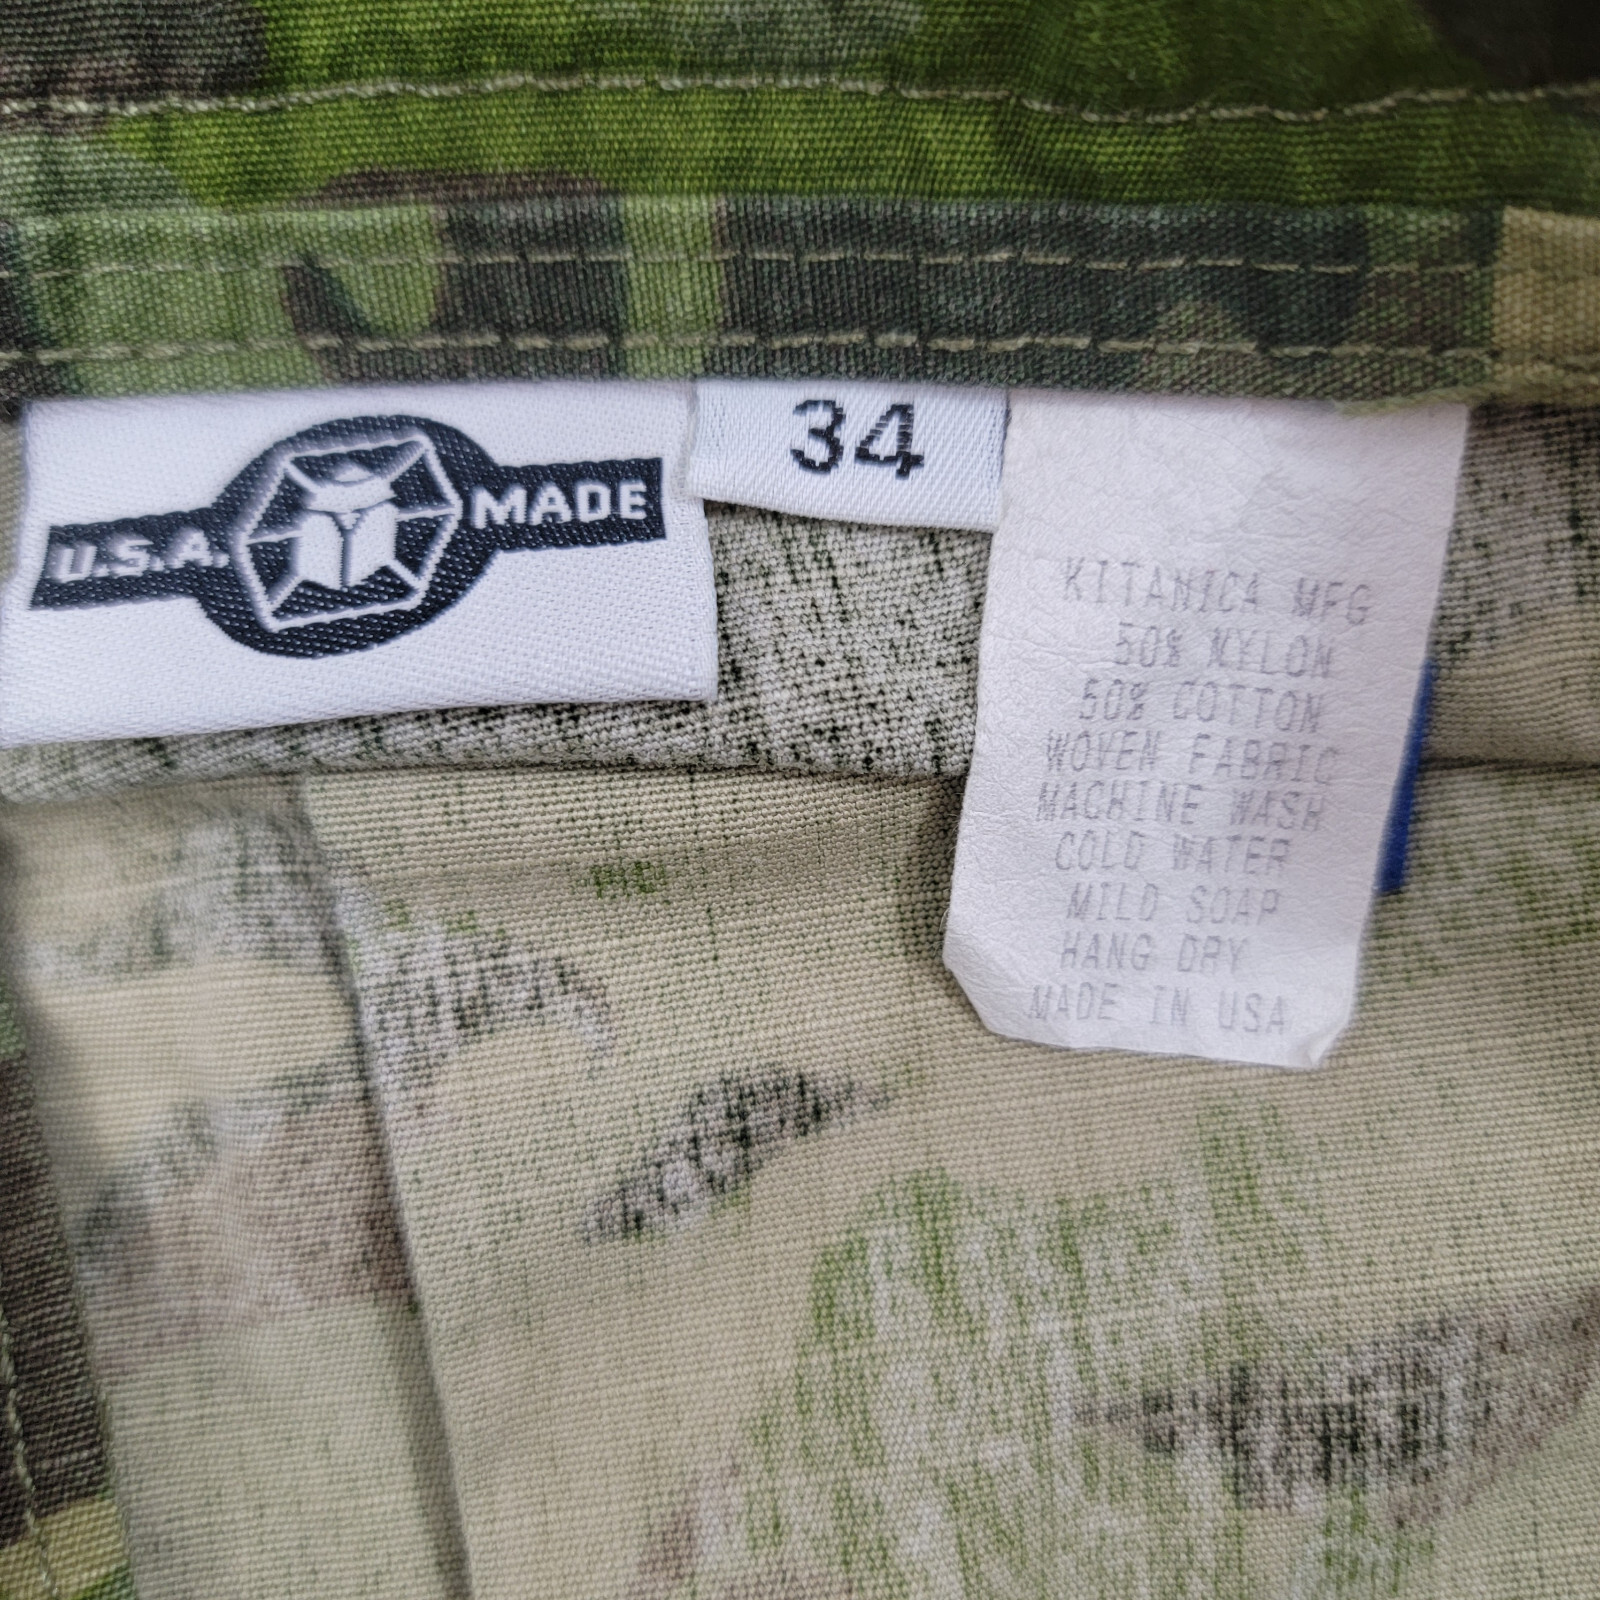 U.S.A. MADE
34
KITANICA MFG
50% NYLON
50% COTTON
WOVEN FABRIC
MACHINE WASH
COLD WATER
MILD SOAP
HANG DRY
MADE IN USA